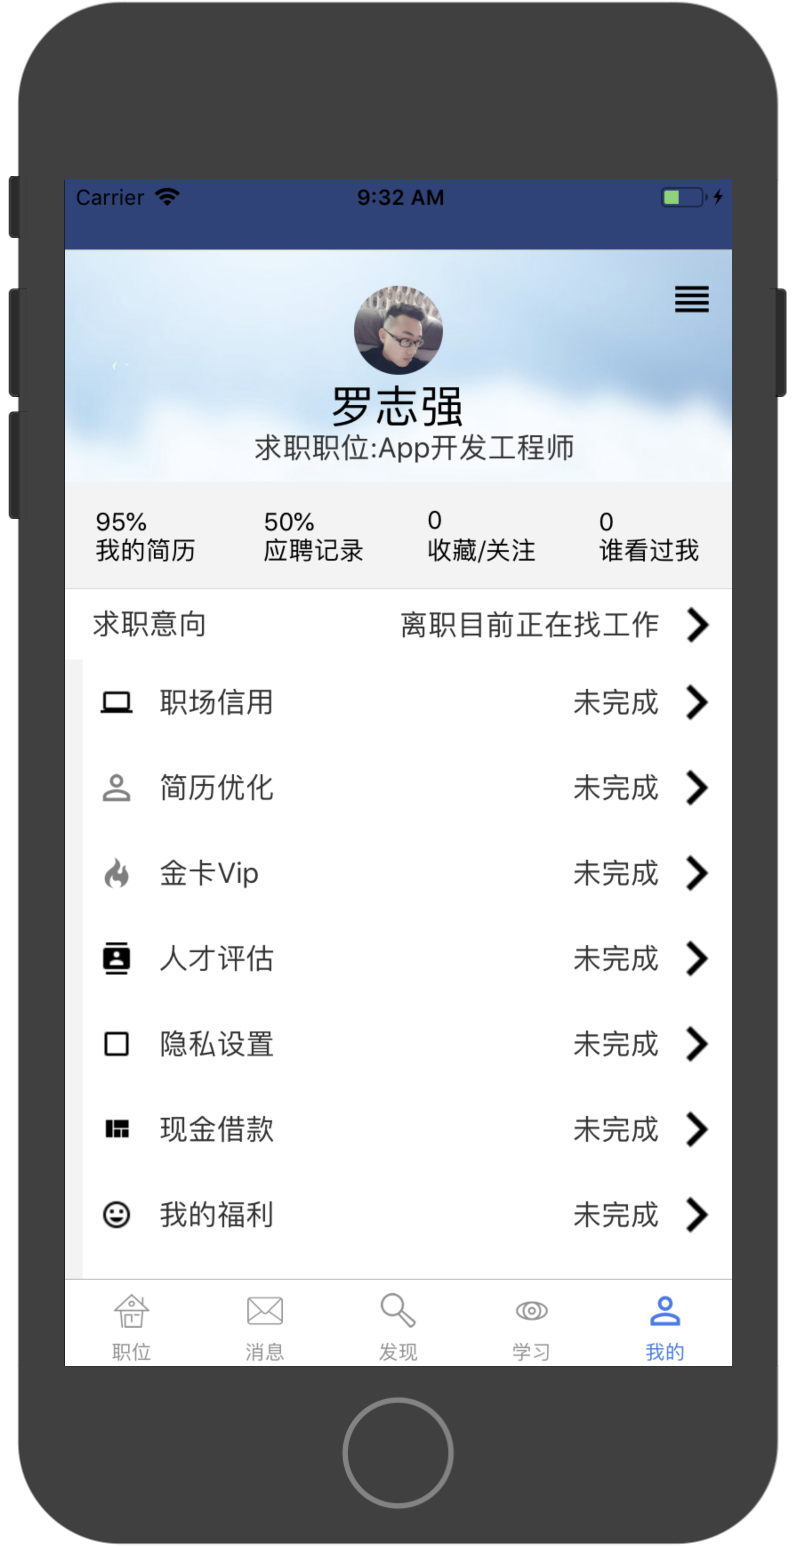 Carrier 9:32 AM
罗志强
求职职位:App开发工程师
95% 50% 0 0
我的简历 应聘记录 收藏/关注 谁看过我
求职意向 离职目前正在找工作
职场信用 未完成
简历优化 未完成
金卡Vip 未完成
人才评估 未完成
隐私设置 未完成
现金借款 未完成
我的福利 未完成
职位 消息 发现 学习 我的